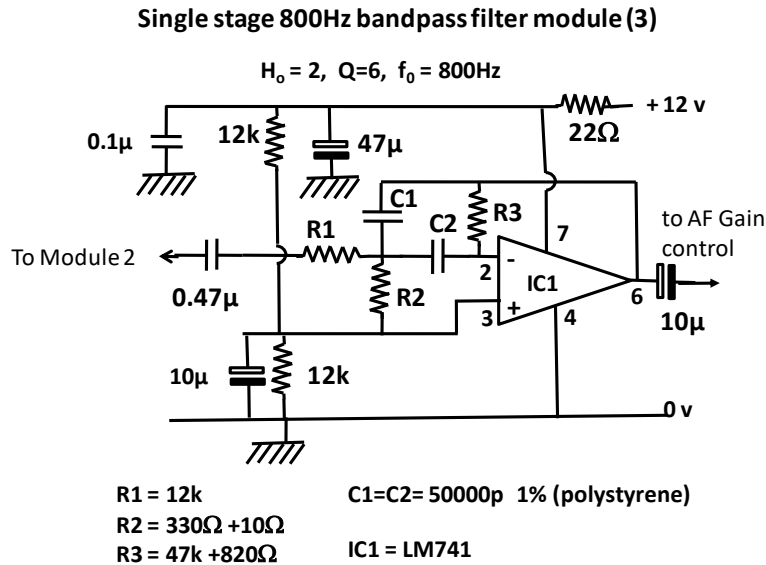 Single stage 800Hz bandpass filter module (3)
Ho = 2, Q=6, f0 = 800Hz
+ 12 v
22Ω
0.1µ
12k
47µ
C1
R3
to AF Gain
control
7
C2
R1
To Module 2
2
-
IC1
6
0.47µ
R2
+
3
4
10µ
10µ
12k
0 v
R1 = 12k
R2 = 330Ω +10Ω
R3 = 47k +820Ω
C1=C2= 50000p 1% (polystyrene)
IC1 = LM741